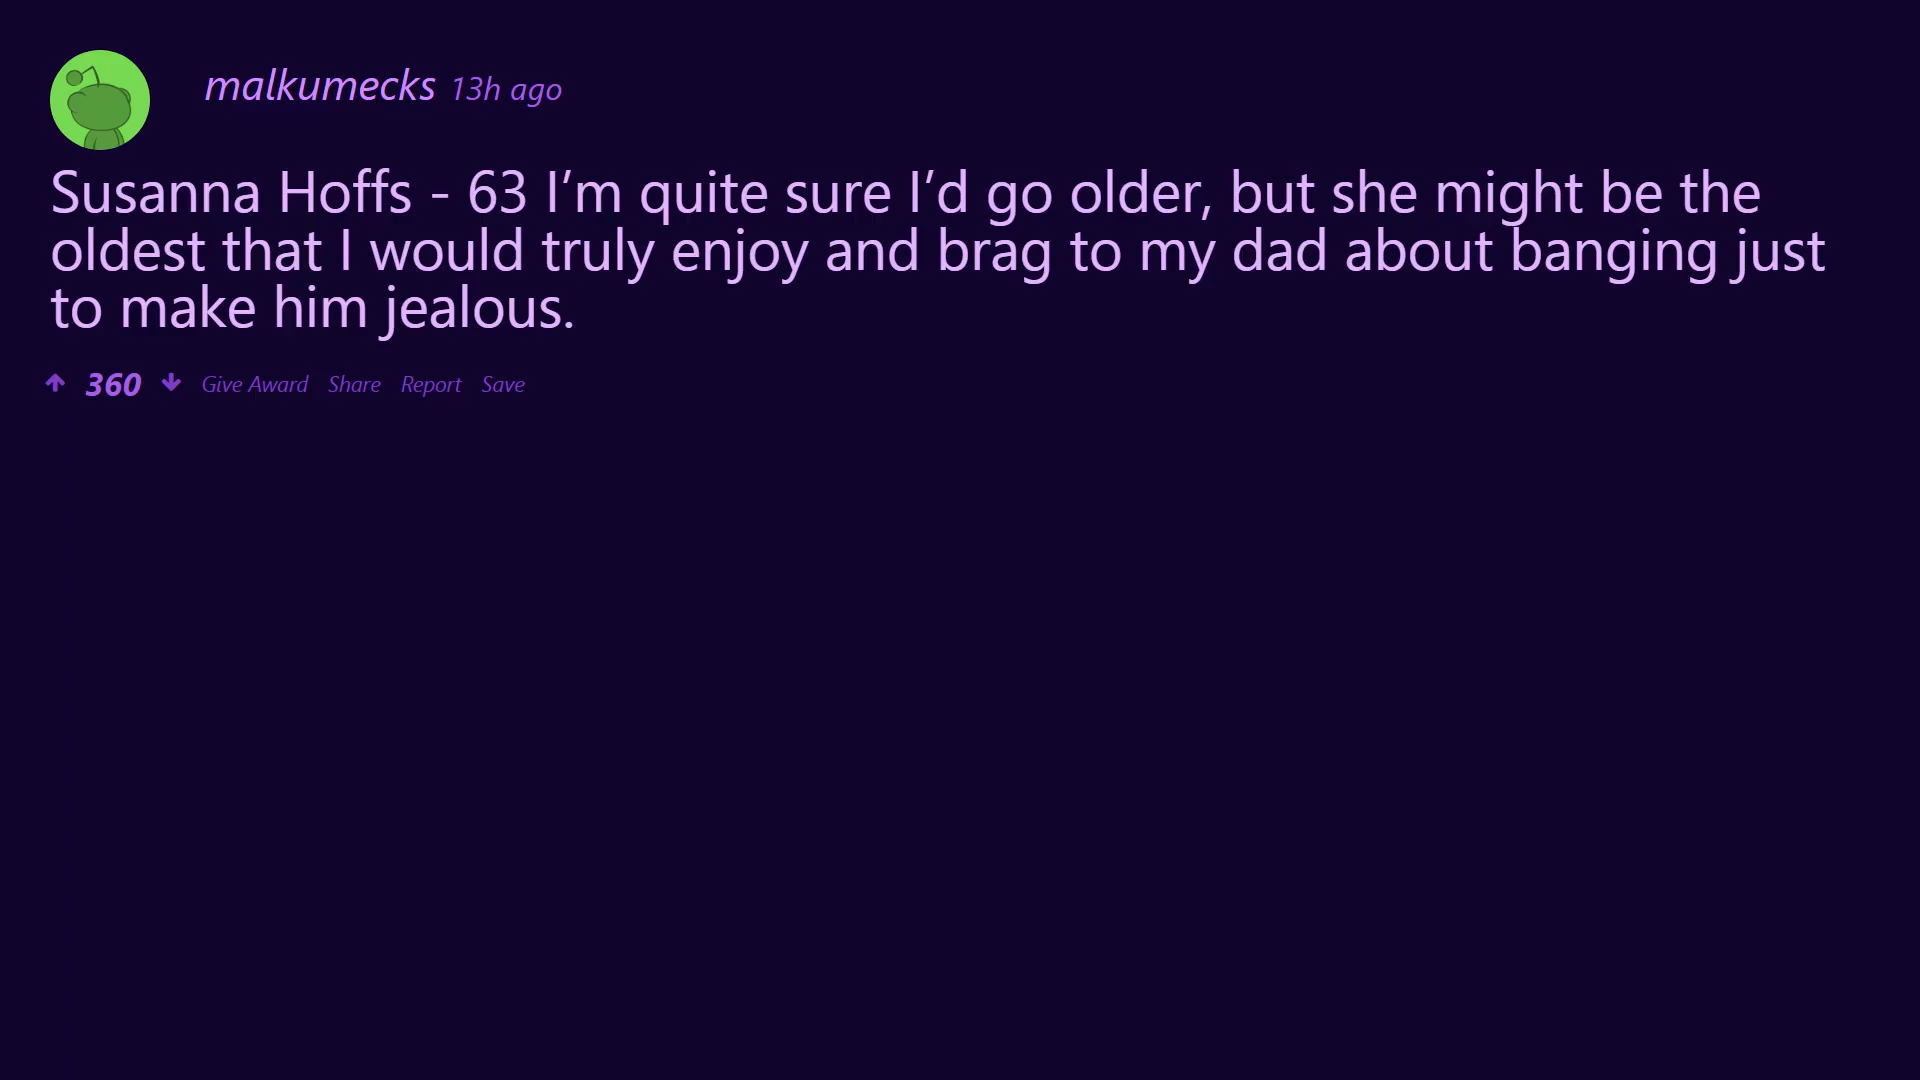 malkumecks 13h ago
Susanna Hoffs - 63 I’m quite sure I’d go older, but she might be the
oldest that I would truly enjoy and brag to my dad about banging just
to make him jealous.
360 Give Award Share Report Save